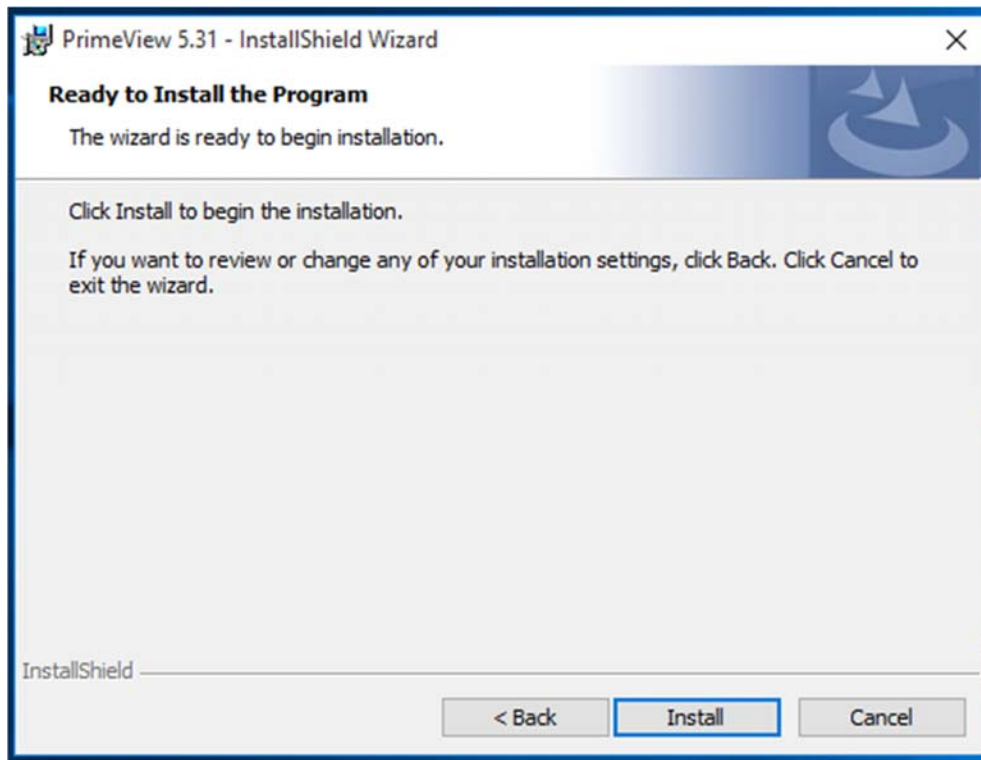 PrimeView 5.31 - InstallShield Wizard
Ready to Install the Program
The wizard is ready to begin installation.
Click Install to begin the installation.
If you want to review or change any of your installation settings, click Back. Click Cancel to
exit the wizard.
InstallShield
< Back
Install
Cancel